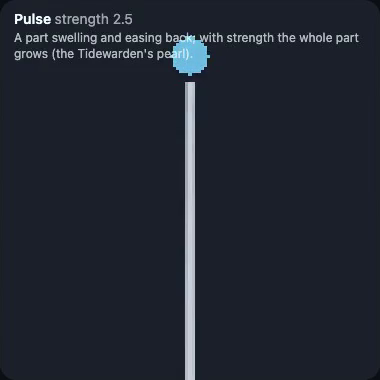 Pulse strength 2.5
A part swelling and easing back; with strength the whole part
grows (the Tidewarden's pearl).